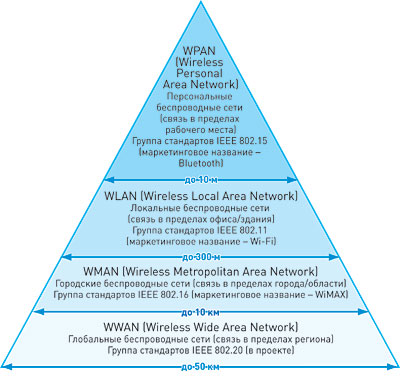 WPAN
(Wireless
Personal
Area Network)
Персональные
беспроводные сети
(связь в пределах
рабочего места)
Группа стандартов IEEE 802.15
(маркетинговое название –
Bluetooth)
до 10 м
WLAN (Wireless Local Area Network)
Локальные беспроводные сети
(связь в пределах офиса/здания)
Группа стандартов IEEE 802.11
(маркетинговое название – Wi-Fi)
до 300 м
WMAN (Wireless Metropolitan Area Network)
Городские беспроводные сети (связь в пределах города/области)
Группа стандартов IEEE 802.16 (маркетинговое название – WiMAX)
до 10 км
WWAN (Wireless Wide Area Network)
Глобальные беспроводные сети (связь в пределах региона)
Группа стандартов IEEE 802.20 (в проекте)
до 50 км